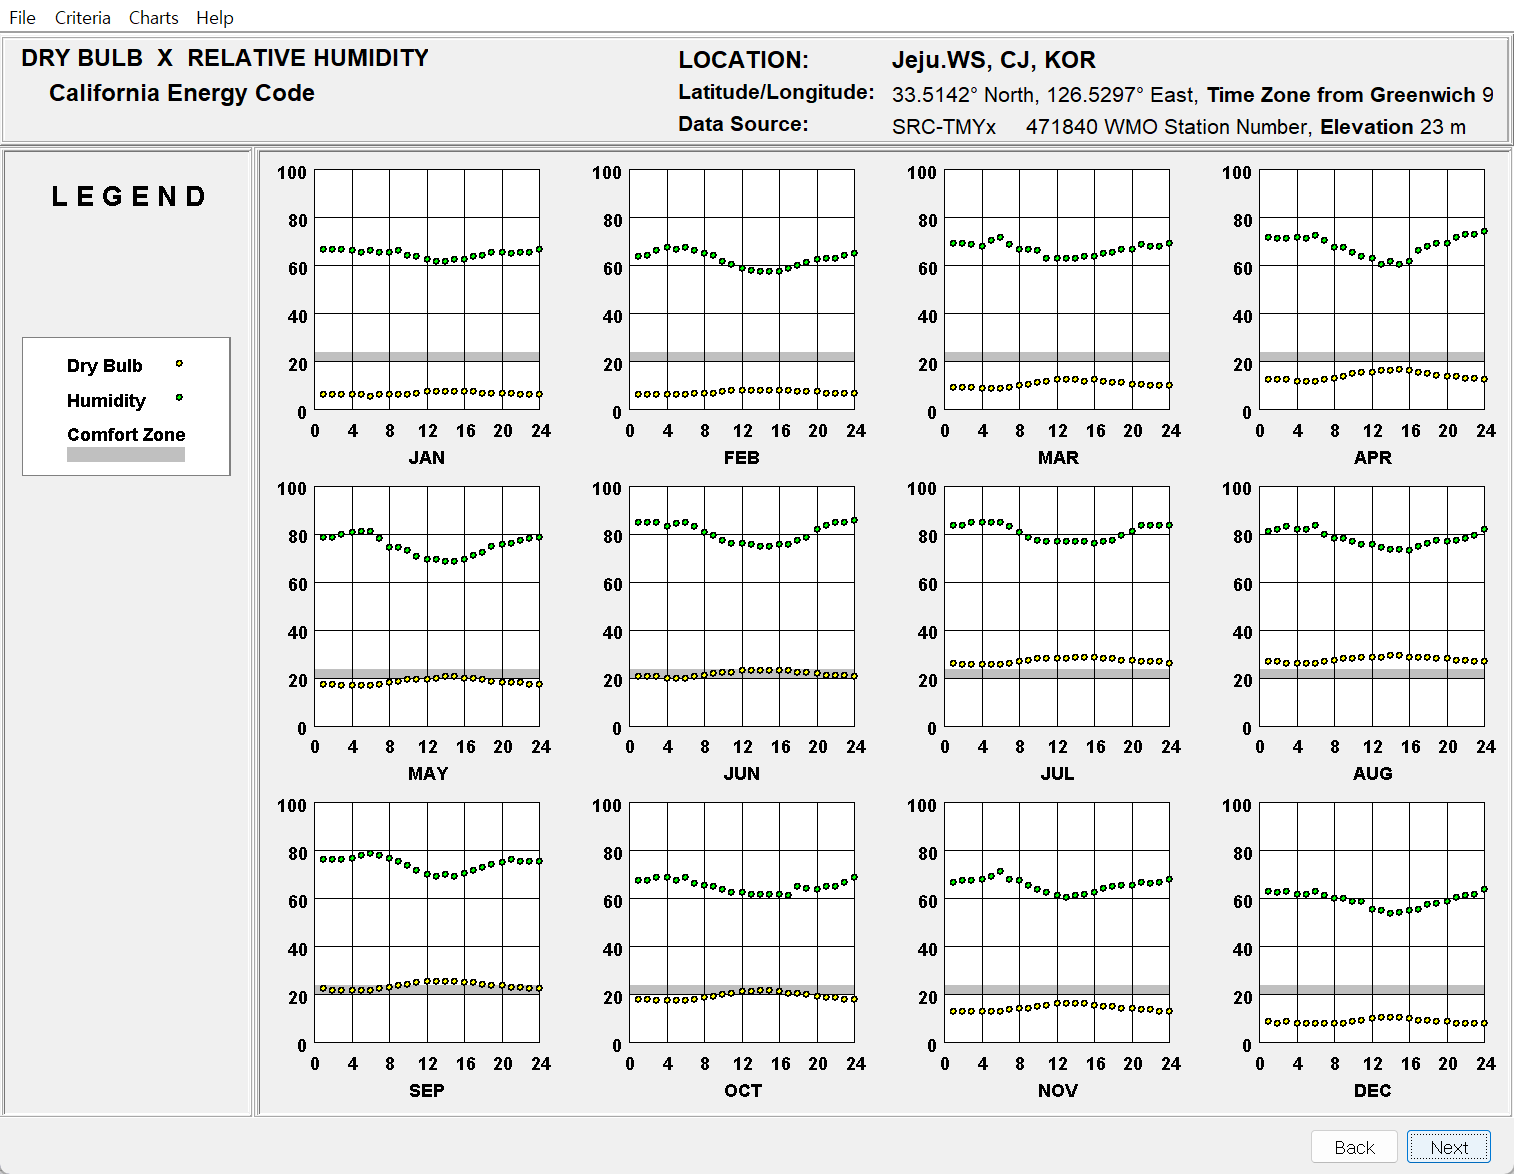 File Criteria Charts Help
DRY BULB X RELATIVE HUMIDITY
California Energy Code
LOCATION: Jeju.WS, CJ, KOR
Latitude/Longitude: 33.5142° North, 126.5297° East, Time Zone from Greenwich 9
Data Source: SRC-TMYx 471840 WMO Station Number, Elevation 23 m
LEGEND
Dry Bulb
Humidity
Comfort Zone
100 100 100 100
80 80 80 80
60 60 60 60
40 40 40 40
20 20 20 20
0 0 0 0
0 4 8 12 16 20 24 0 4 8 12 16 20 24 0 4 8 12 16 20 24 0 4 8 12 16 20 24
JAN FEB MAR APR
100 100 100 100
80 80 80 80
60 60 60 60
40 40 40 40
20 20 20 20
0 0 0 0
0 4 8 12 16 20 24 0 4 8 12 16 20 24 0 4 8 12 16 20 24 0 4 8 12 16 20 24
MAY JUN JUL AUG
100 100 100 100
80 80 80 80
60 60 60 60
40 40 40 40
20 20 20 20
0 0 0 0
0 4 8 12 16 20 24 0 4 8 12 16 20 24 0 4 8 12 16 20 24 0 4 8 12 16 20 24
SEP OCT NOV DEC
Back Next